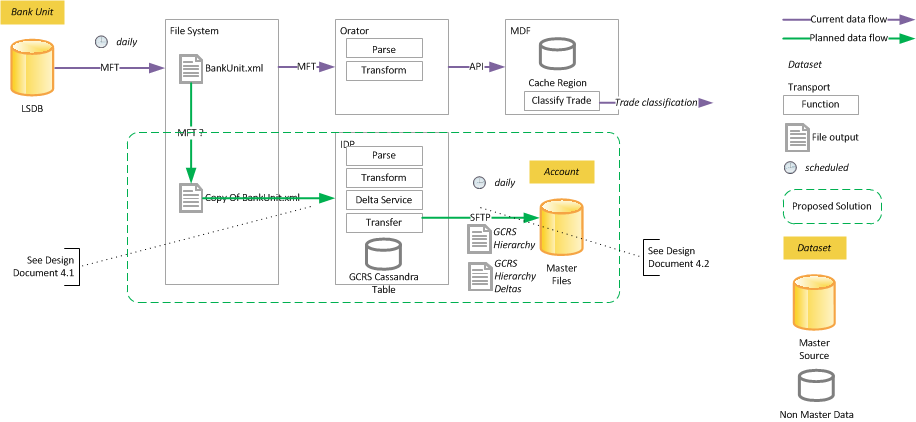 Bank Unit
daily
MFT
LSDB
File System
BankUnit.xml
MFT
MFT ?
Copy Of BankUnit.xml
Orator
Parse
Transform
API
MDF
Cache Region
Classify Trade
Trade classification
IDP
Parse
Transform
Delta Service
Transfer
GCRS Cassandra
Table
daily
SFTP
GCRS
Hierarchy
GCRS
Hierarchy
Deltas
Account
Master
Files
See Design
Document 4.1
See Design
Document 4.2
Current data flow
Planned data flow
Dataset
Transport
Function
File output
scheduled
Proposed Solution
Dataset
Master
Source
Non Master Data